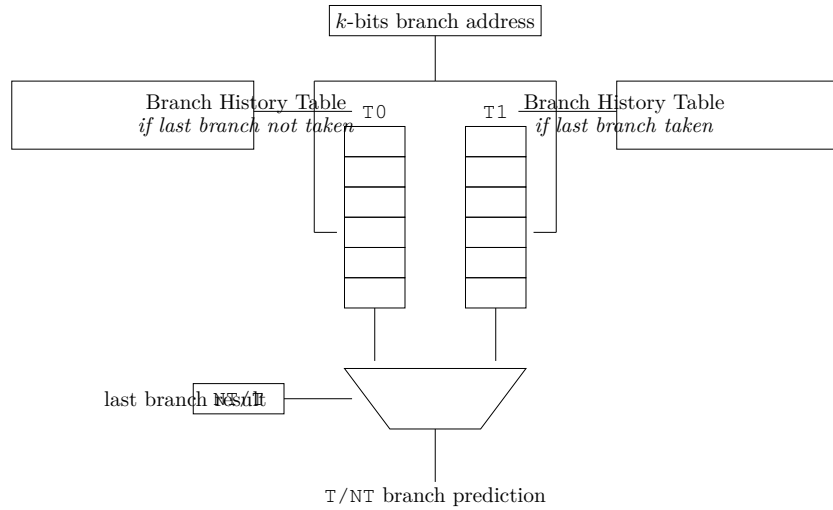 k-bits branch address
Branch History Table
if last branch not taken
T0
T1
Branch History Table
if last branch taken
last branch result
NT/T
T/NT branch prediction